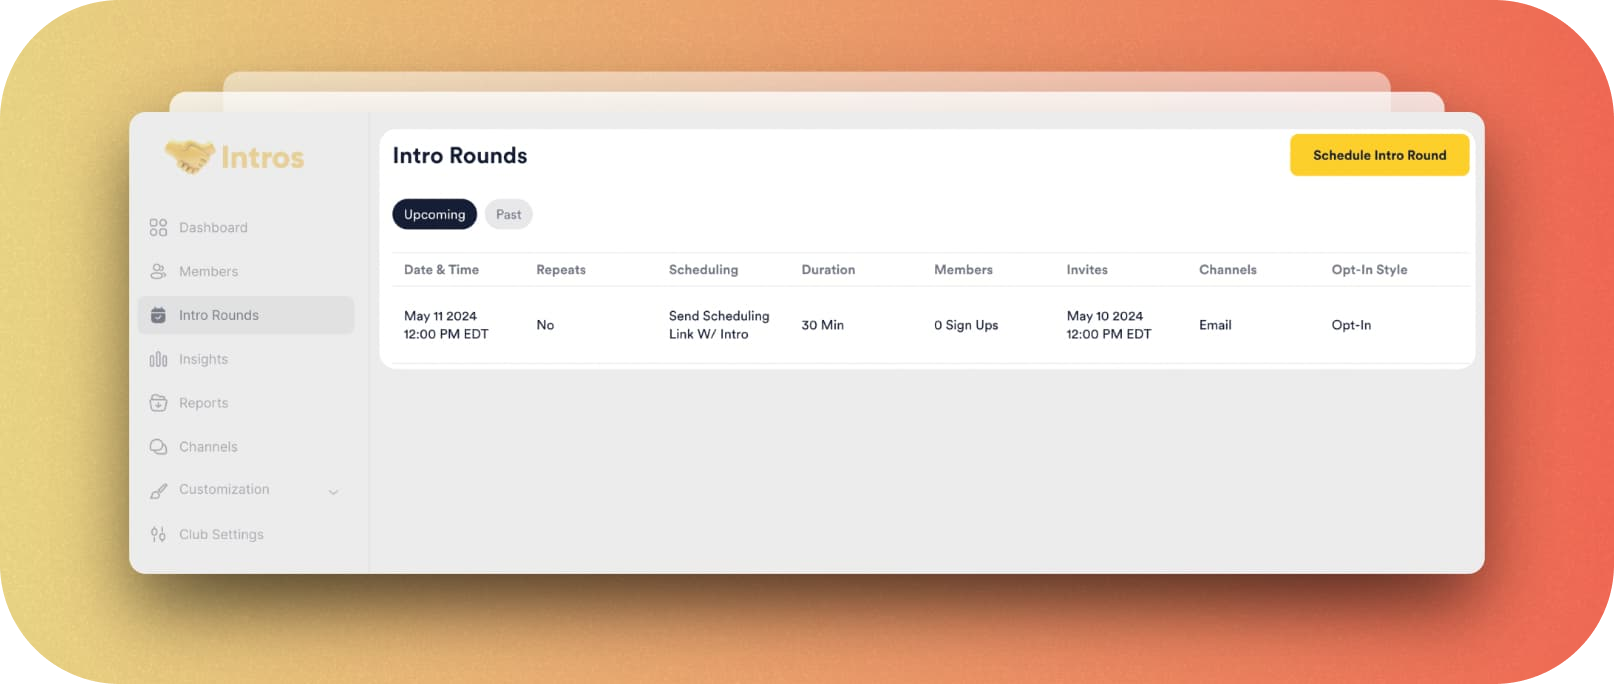 Intros
Dashboard
Members
Intro Rounds
Insights
Reports
Channels
Customization
Club Settings
Intro Rounds
Schedule Intro Round
Upcoming Past
Date & Time Repeats Scheduling Duration Members Invites Channels Opt-In Style
May 11 2024
12:00 PM EDT
No
Send Scheduling
Link W/ Intro
30 Min
0 Sign Ups
May 10 2024
12:00 PM EDT
Email
Opt-In